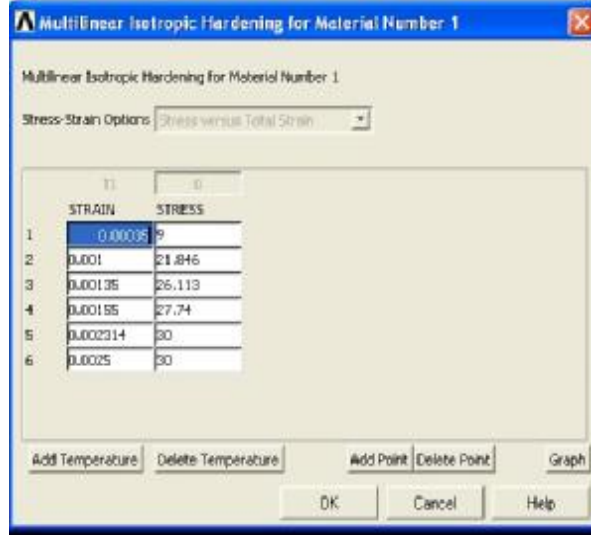 Multilinear Isotropic Hardening for Material Number 1
Multilinear Isotropic Hardening for Material Number 1
Stress-Strain Options Stress versus Total Strain
T1 0
STRAIN STRESS
1 0.00035 9
2 0.001 21.846
3 0.00135 26.113
4 0.00155 27.74
5 0.002314 30
6 0.0025 30
Add Temperature Delete Temperature Add Point Delete Point Graph
OK Cancel Help